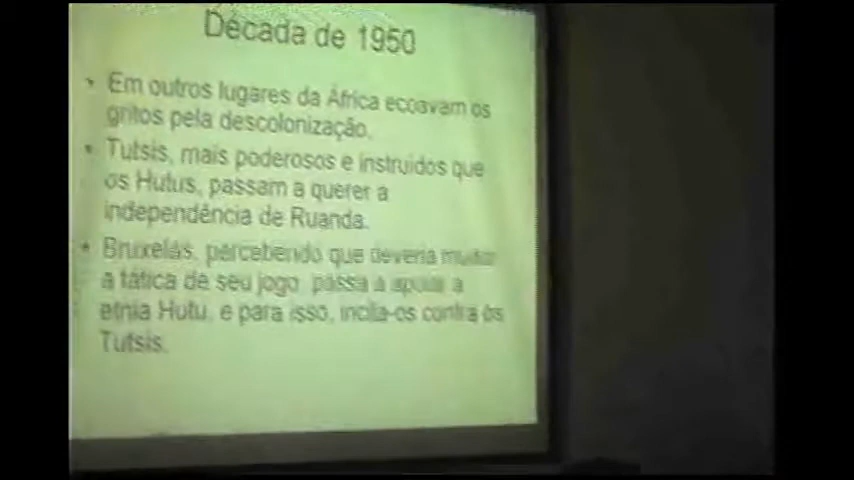 Década de 1950
• Em outros lugares da África ecoavam os
gritos pela descolonização.
• Tutsis, mais poderosos e instruídos que
os Hutus, passam a querer a
independência de Ruanda.
• Bruxelas, percebendo que deveria mudar
a tática de seu jogo, passa a apoiar a
etnia Hutu, e para isso, incita-os contra os
Tutsis.